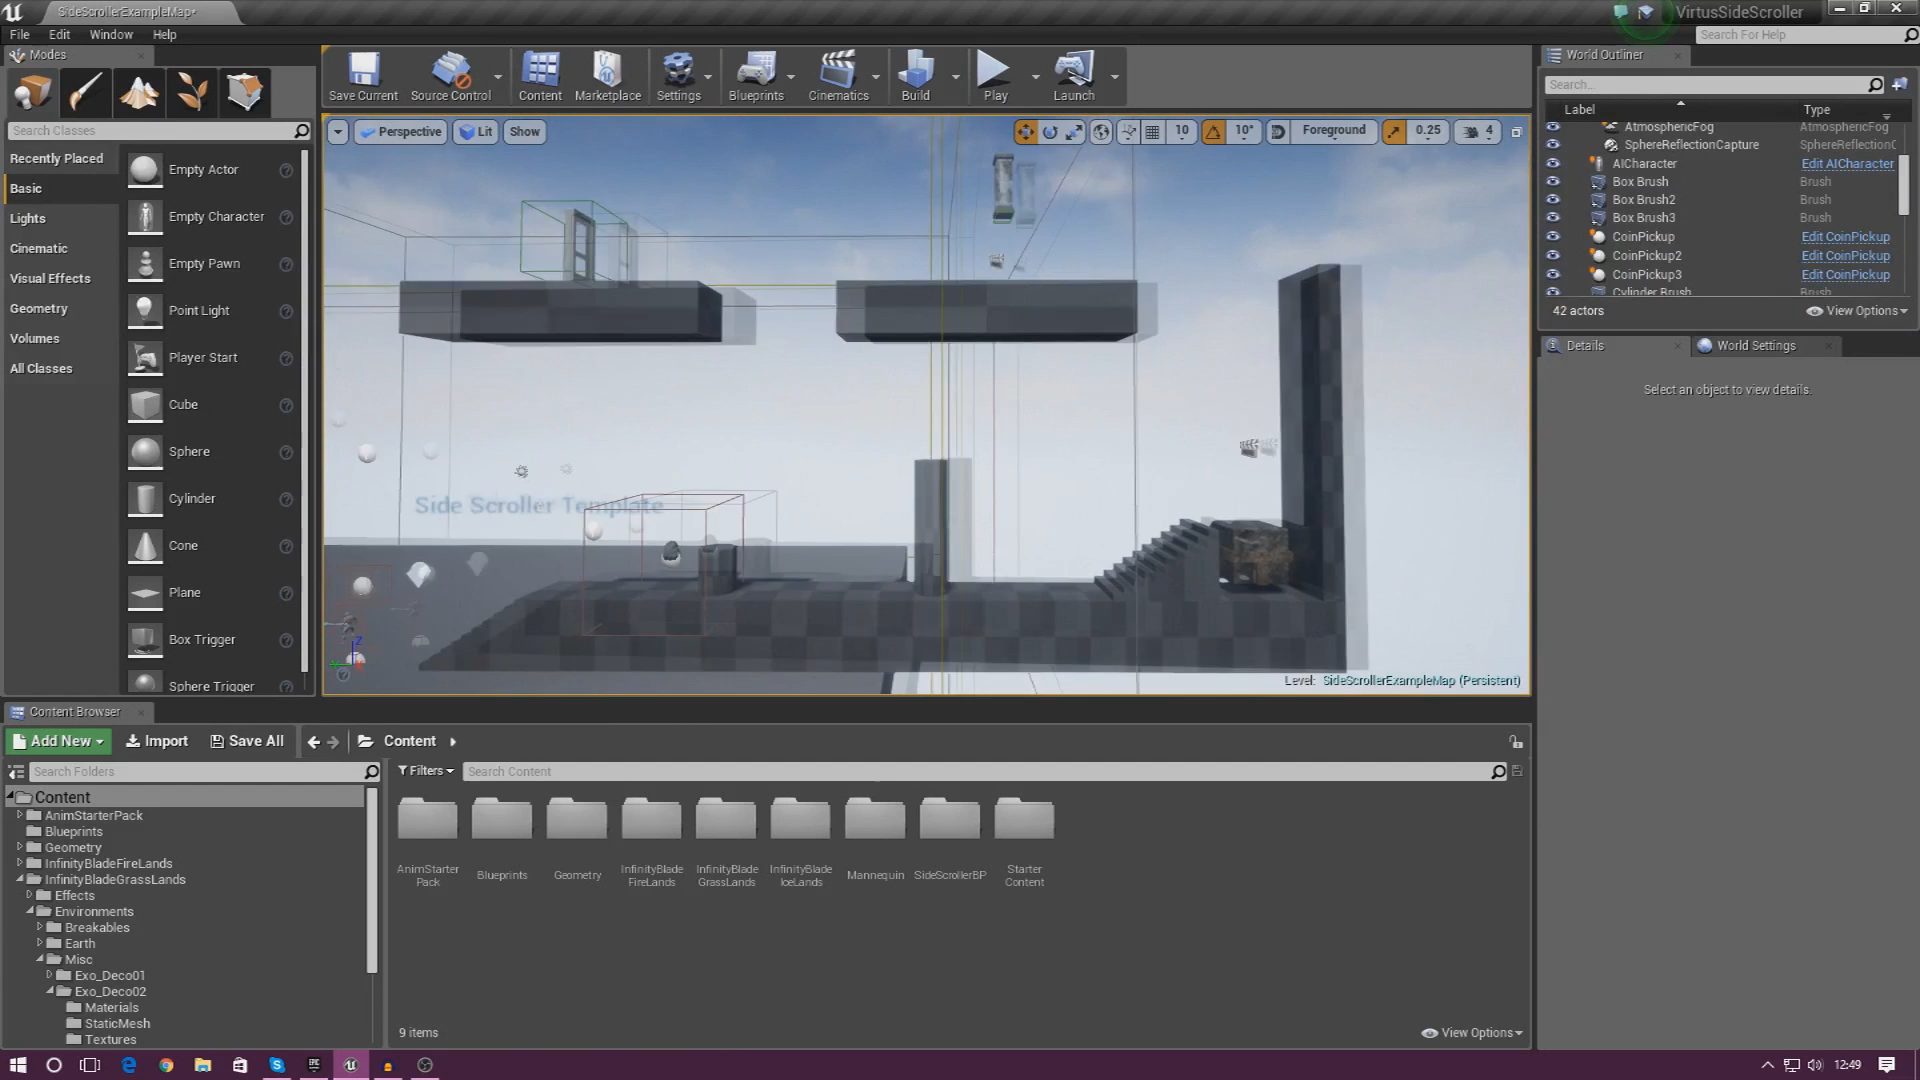 SideScrollerExampleMap*
VirtusSideScroller
File Edit Window Help
Search For Help
Modes
Save Current Source Control Content Marketplace Settings Blueprints Cinematics Build Play Launch
World Outliner
Search...
Label Type
Search Classes
Perspective Lit Show
10 10° Foreground 0.25 4
AtmosphericFog AtmosphericFog
SphereReflectionCapture SphereReflectionC
AICharacter Edit AICharacter
Box Brush Brush
Box Brush2 Brush
Box Brush3 Brush
CoinPickup Edit CoinPickup
CoinPickup2 Edit CoinPickup
CoinPickup3 Edit CoinPickup
Cylinder Brush Brush
42 actors View Options
Recently Placed
Basic
Lights
Cinematic
Visual Effects
Geometry
Volumes
All Classes
Empty Actor
Empty Character
Empty Pawn
Point Light
Player Start
Cube
Sphere
Cylinder
Cone
Plane
Box Trigger
Sphere Trigger
Details World Settings
Select an object to view details.
Side Scroller Template
Z
Level: SideScrollerExampleMap (Persistent)
Content Browser
Add New Import Save All Content
Search Folders
Filters Search Content
Content
AnimStarterPack
Blueprints
Geometry
InfinityBladeFireLands
InfinityBladeGrassLands
Effects
Environments
Breakables
Earth
Misc
Exo_Deco01
Exo_Deco02
Materials
StaticMesh
Textures
AnimStarter Pack
Blueprints
Geometry
InfinityBlade FireLands
InfinityBlade GrassLands
InfinityBlade IceLands
Mannequin
SideScrollerBP
Starter Content
9 items View Options
12:49